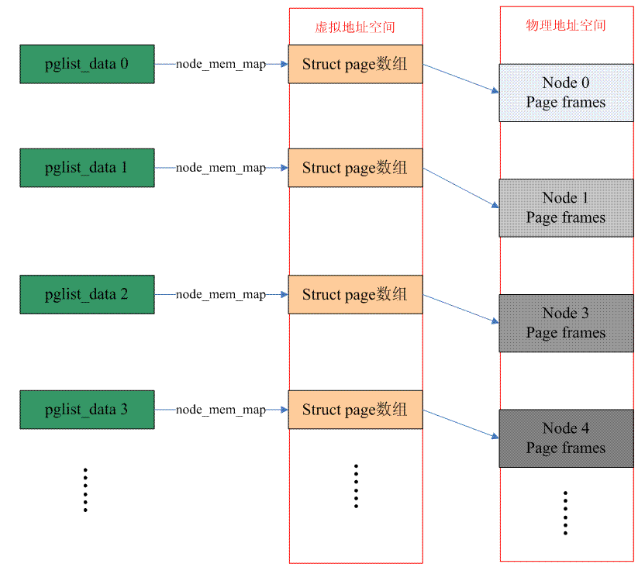 虚拟地址空间
物理地址空间
pglist_data 0
node_mem_map
Struct page数组
Node 0
Page frames
pglist_data 1
node_mem_map
Struct page数组
Node 1
Page frames
pglist_data 2
node_mem_map
Struct page数组
Node 3
Page frames
pglist_data 3
node_mem_map
Struct page数组
Node 4
Page frames